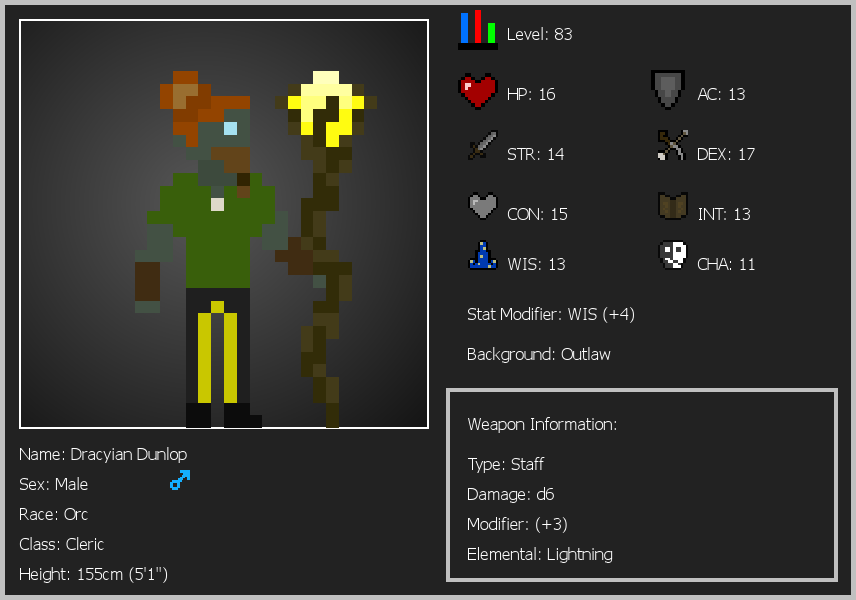 Level: 83
HP: 16
AC: 13
STR: 14
DEX: 17
CON: 15
INT: 13
WIS: 13
CHA: 11
Stat Modifier: WIS (+4)
Background: Outlaw
Weapon Information:
Type: Staff
Damage: d6
Modifier: (+3)
Elemental: Lightning
Name: Dracyian Dunlop
Sex: Male
Race: Orc
Class: Cleric
Height: 155cm (5'1")